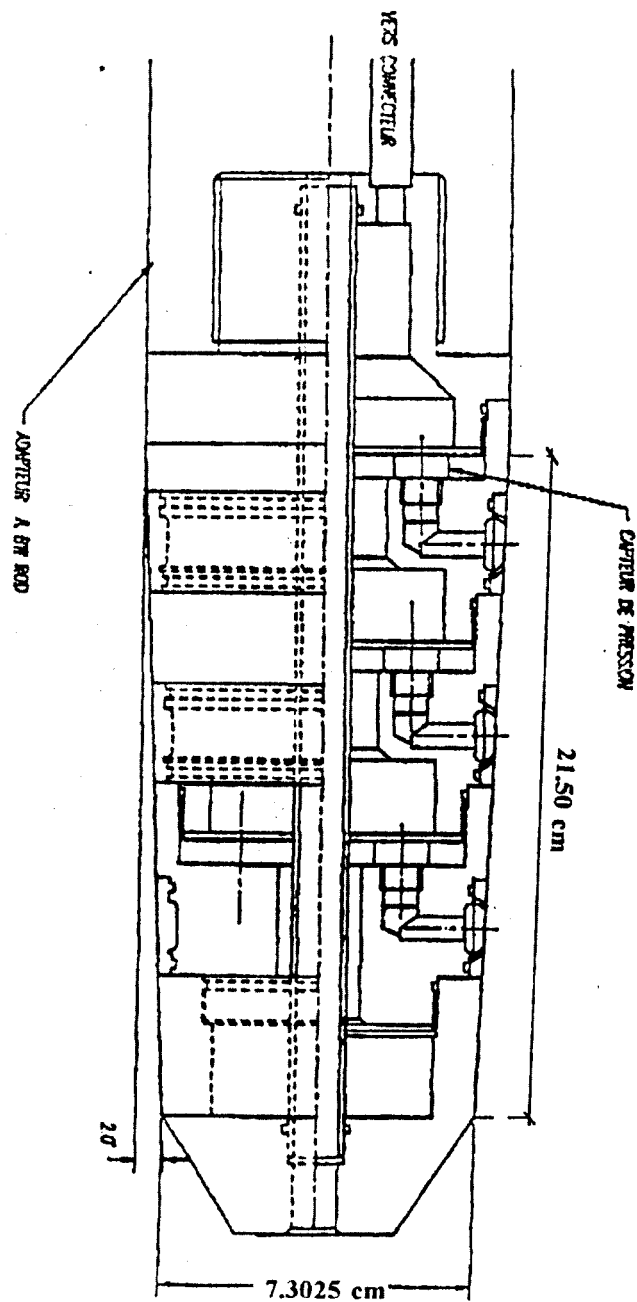 VERS CONNECTEUR
CAPTEUR DE PRESSION
21.50 cm
ADAPTEUR A BW ROD
2.0°
7.3025 cm